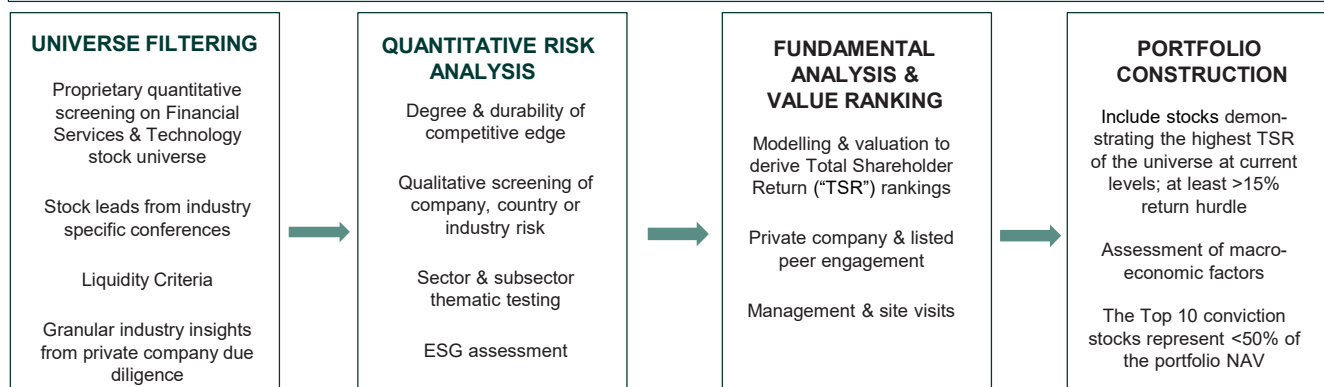 UNIVERSE FILTERING
Proprietary quantitative
screening on Financial
Services & Technology
stock universe
Stock leads from industry
specific conferences
Liquidity Criteria
Granular industry insights
from private company due
diligence
QUANTITATIVE RISK
ANALYSIS
Degree & durability of
competitive edge
Qualitative screening of
company, country or
industry risk
Sector & subsector
thematic testing
ESG assessment
FUNDAMENTAL
ANALYSIS &
VALUE RANKING
Modelling & valuation to
derive Total Shareholder
Return (“TSR”) rankings
Private company & listed
peer engagement
Management & site visits
PORTFOLIO
CONSTRUCTION
Include stocks demon-
strating the highest TSR
of the universe at current
levels; at least >15%
return hurdle
Assessment of macro-
economic factors
The Top 10 conviction
stocks represent <50% of
the portfolio NAV